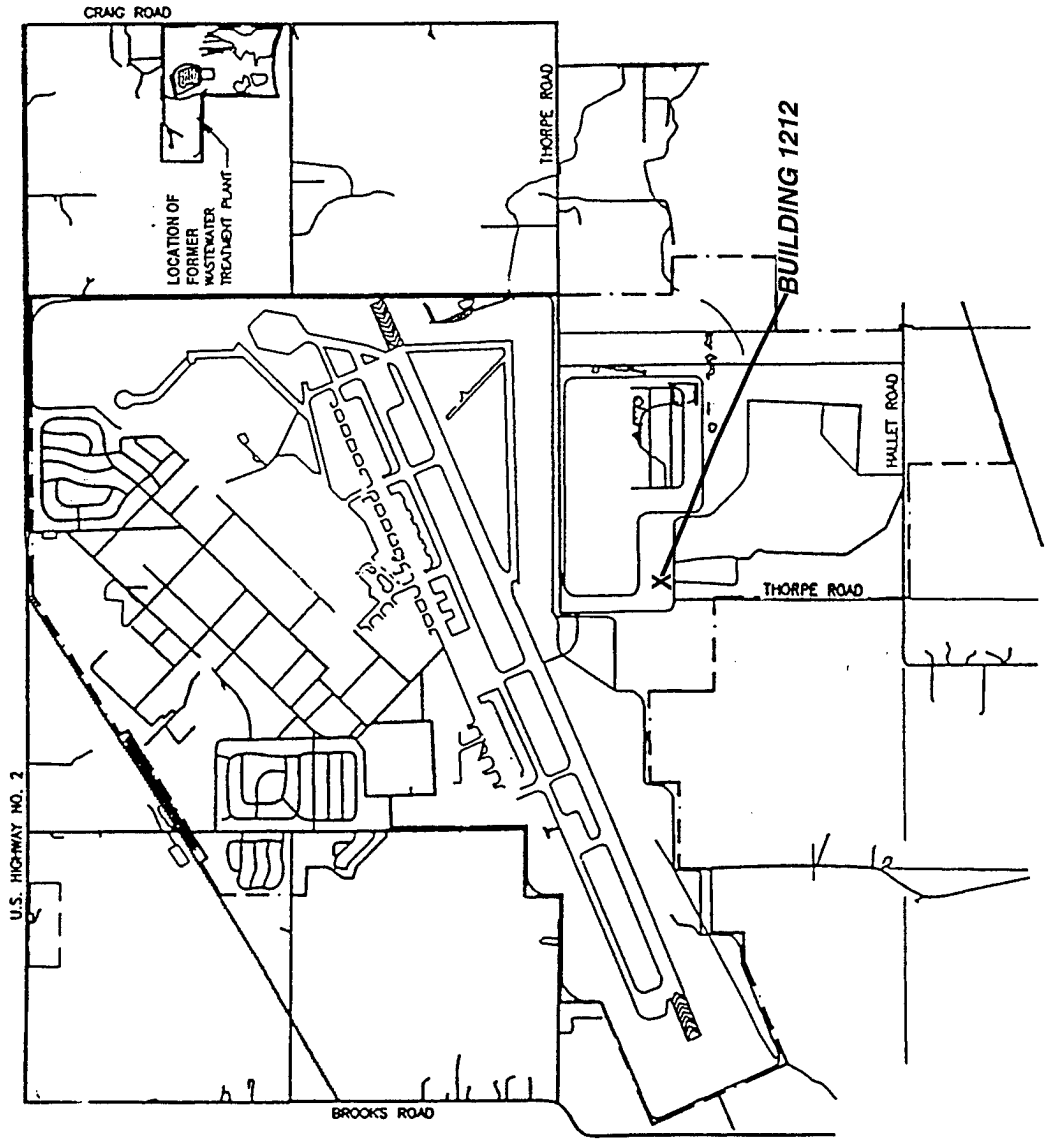 CRAIG ROAD
THORPE ROAD
LOCATION OF
FORMER
WASTEWATER
TREATMENT PLANT
BUILDING 1212
X
HALLET ROAD
THORPE ROAD
U.S. HIGHWAY NO. 2
BROOKS ROAD